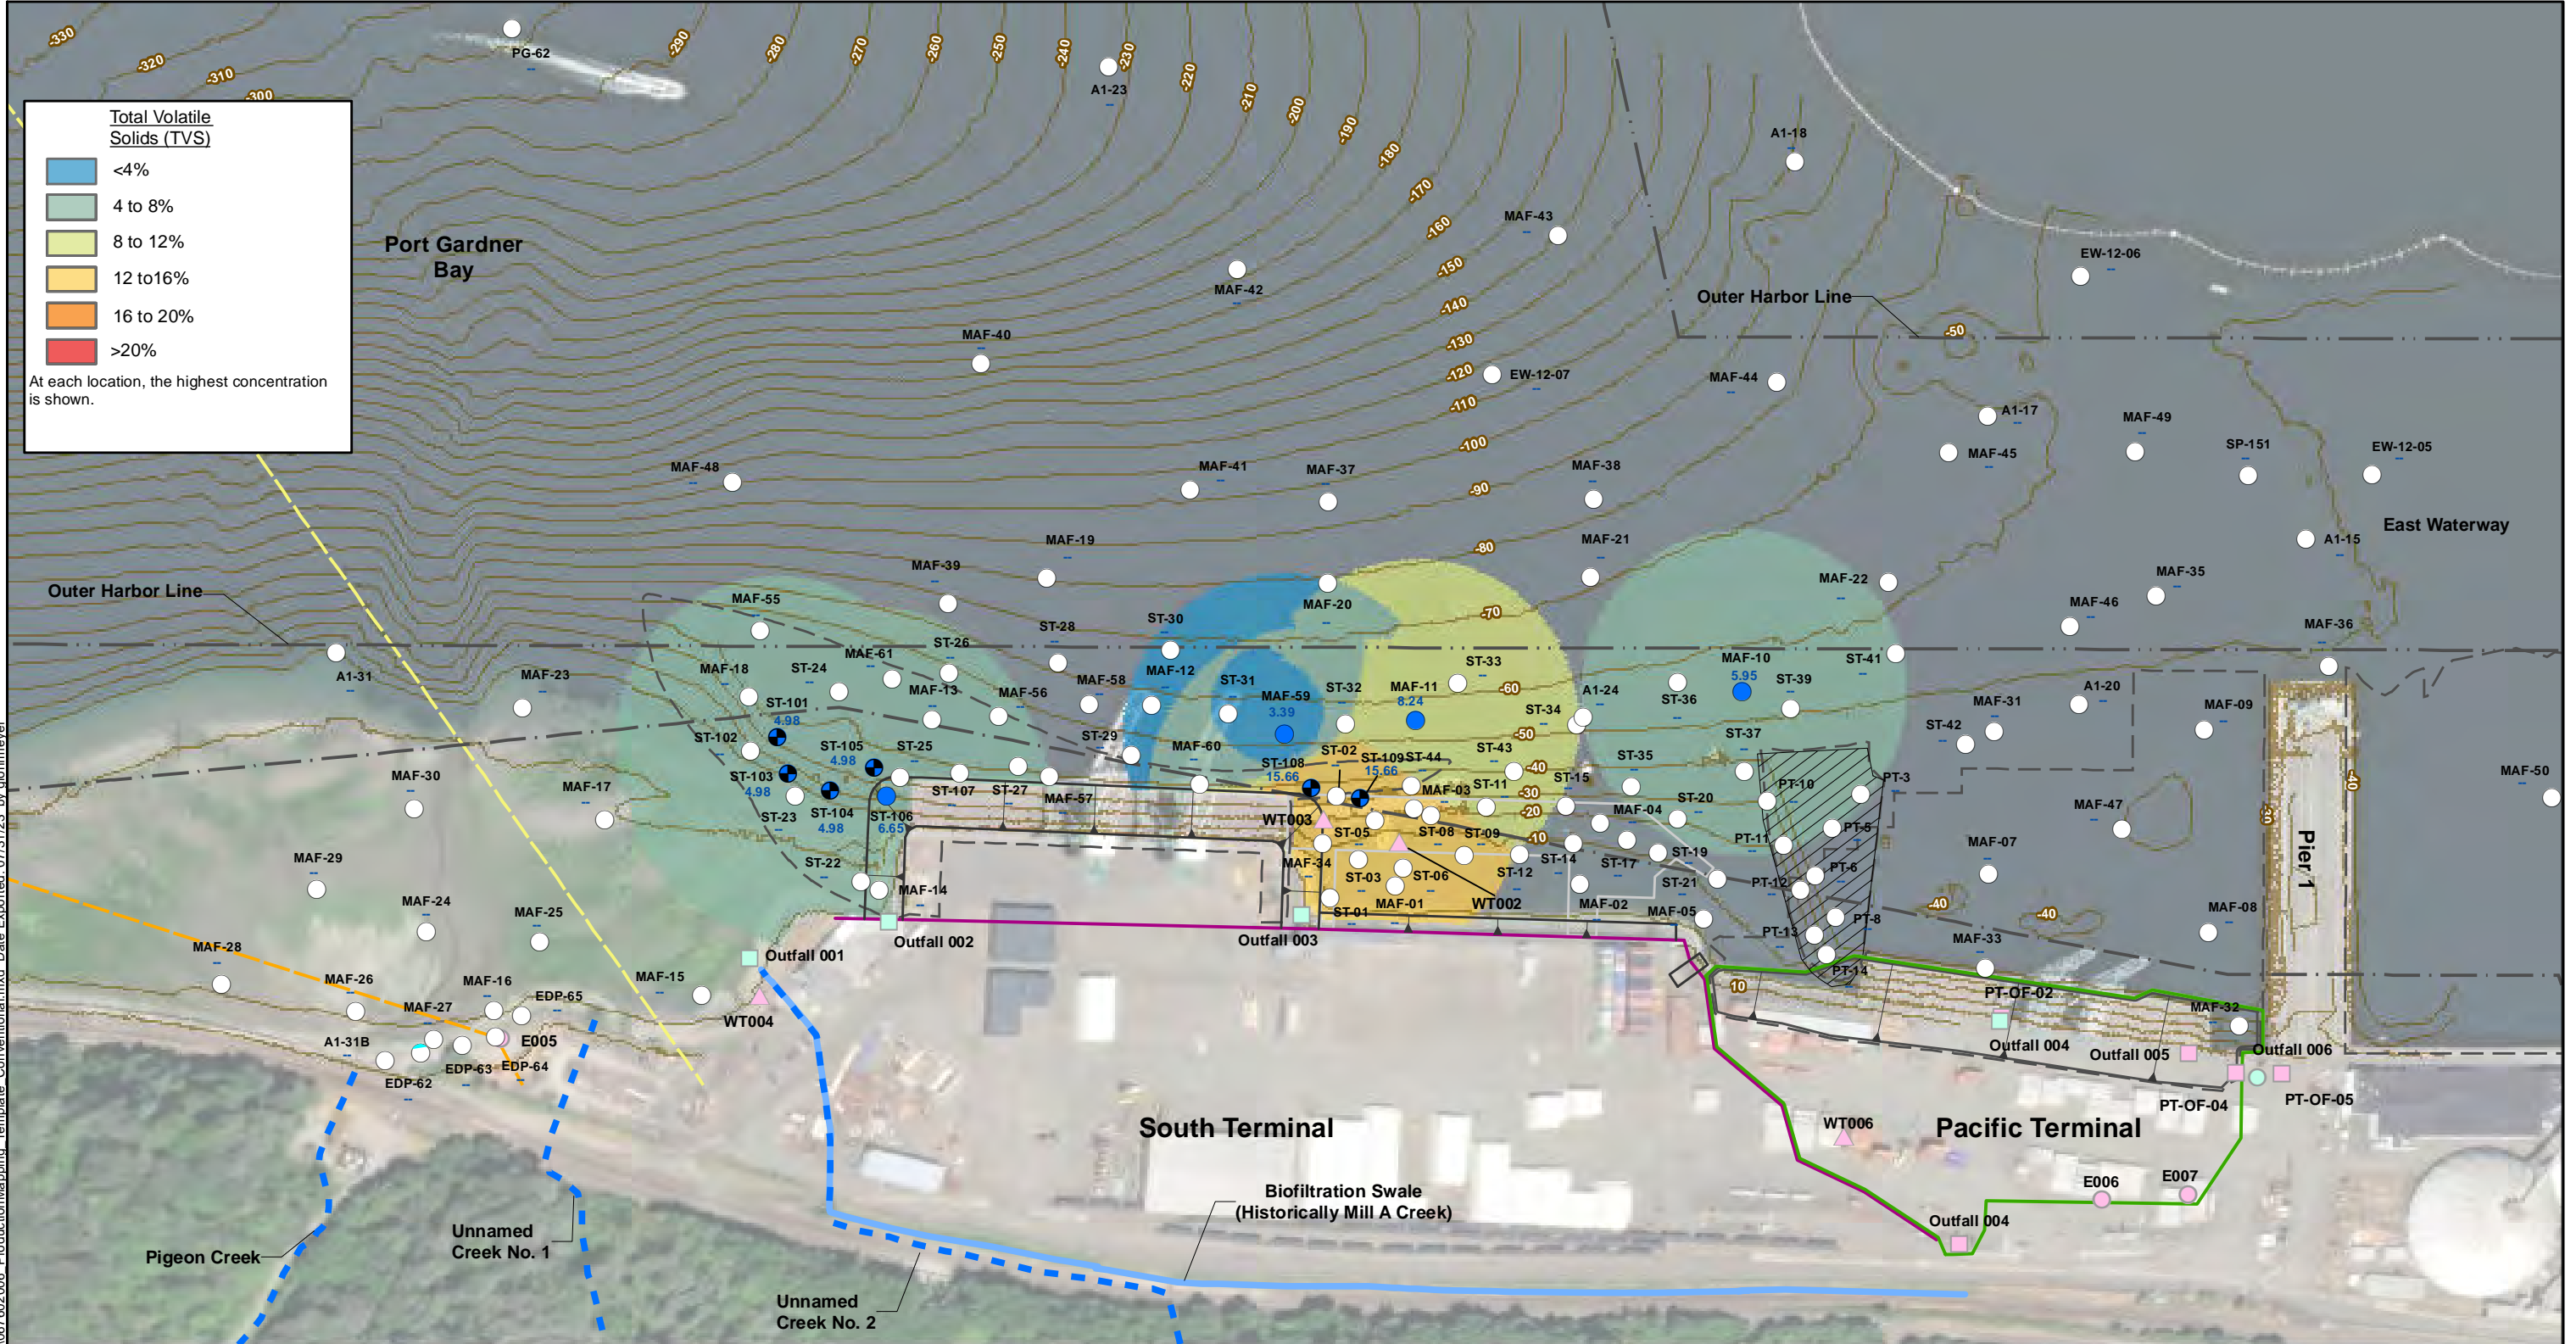 -330
-320
-310
-300
PG-62
--
-290
-280
-270
-260
-250
-240
-230
-220
-210
-200
-190
-180
-170
-160
-150
-140
-130
-120
-110
-100
-90
-80
-70
-60
-50
-40
-30
-20
-10
A1-23
--
A1-18
--
Total Volatile
Solids (TVS)
<4%
4 to 8%
8 to 12%
12 to16%
16 to 20%
>20%
At each location, the highest concentration
is shown.
Port Gardner
Bay
MAF-43
--
MAF-42
--
EW-12-06
--
Outer Harbor Line
-50
MAF-40
--
EW-12-07
--
MAF-44
--
A1-17
--
MAF-49
--
MAF-45
--
SP-151
--
EW-12-05
--
MAF-48
--
MAF-41
--
MAF-37
--
MAF-38
--
East Waterway
A1-15
--
MAF-19
--
MAF-39
--
MAF-21
--
MAF-22
--
MAF-35
--
MAF-46
--
MAF-36
--
Outer Harbor Line
MAF-55
--
MAF-20
--
ST-28
--
ST-30
--
ST-26
--
MAF-61
--
ST-24
--
MAF-18
--
A1-31
--
MAF-23
--
MAF-13
--
MAF-56
--
MAF-58
--
MAF-12
--
ST-31
--
MAF-59
3.39
ST-32
--
MAF-11
8.24
ST-33
--
ST-34
--
A1-24
--
ST-36
--
MAF-10
5.95
ST-39
--
ST-41
--
ST-42
--
MAF-31
--
A1-20
--
MAF-09
--
ST-101
4.98
ST-102
--
ST-105
4.98
ST-25
--
ST-29
--
MAF-60
--
ST-02
--
ST-108
15.66
ST-109
15.66
ST-44
--
ST-43
--
ST-37
--
ST-35
--
ST-15
--
ST-11
--
MAF-03
--
MAF-30
--
MAF-17
--
ST-103
4.98
ST-23
--
ST-104
4.98
ST-106
6.65
ST-107
--
ST-27
--
MAF-57
--
WT003
ST-05
--
ST-08
--
ST-09
--
MAF-04
--
ST-20
--
PT-10
--
PT-3
--
PT-5
--
PT-11
--
PT-6
--
PT-12
--
PT-8
--
PT-13
--
PT-14
--
MAF-47
--
MAF-50
--
-30
-40
Pier 1
MAF-29
--
MAF-24
--
MAF-25
--
MAF-28
--
ST-22
--
MAF-14
--
MAF-34
--
ST-03
--
ST-06
--
ST-12
--
ST-14
--
ST-17
--
ST-19
--
ST-21
--
MAF-07
--
WT002
ST-01
--
MAF-01
--
MAF-02
--
MAF-05
--
-40
-40
MAF-08
--
MAF-33
--
Outfall 001
Outfall 002
Outfall 003
MAF-15
--
MAF-26
--
MAF-16
--
EDP-65
--
MAF-27
--
E005
A1-31B
--
EDP-62
--
EDP-63
--
EDP-64
--
WT004
10
PT-OF-02
MAF-32
--
Outfall 004
Outfall 005
Outfall 006
PT-OF-04
PT-OF-05
South Terminal
Pacific Terminal
WT006
E006
E007
Outfall 004
Biofiltration Swale
(Historically Mill A Creek)
Pigeon Creek
Unnamed
Creek No. 1
Unnamed
Creek No. 2